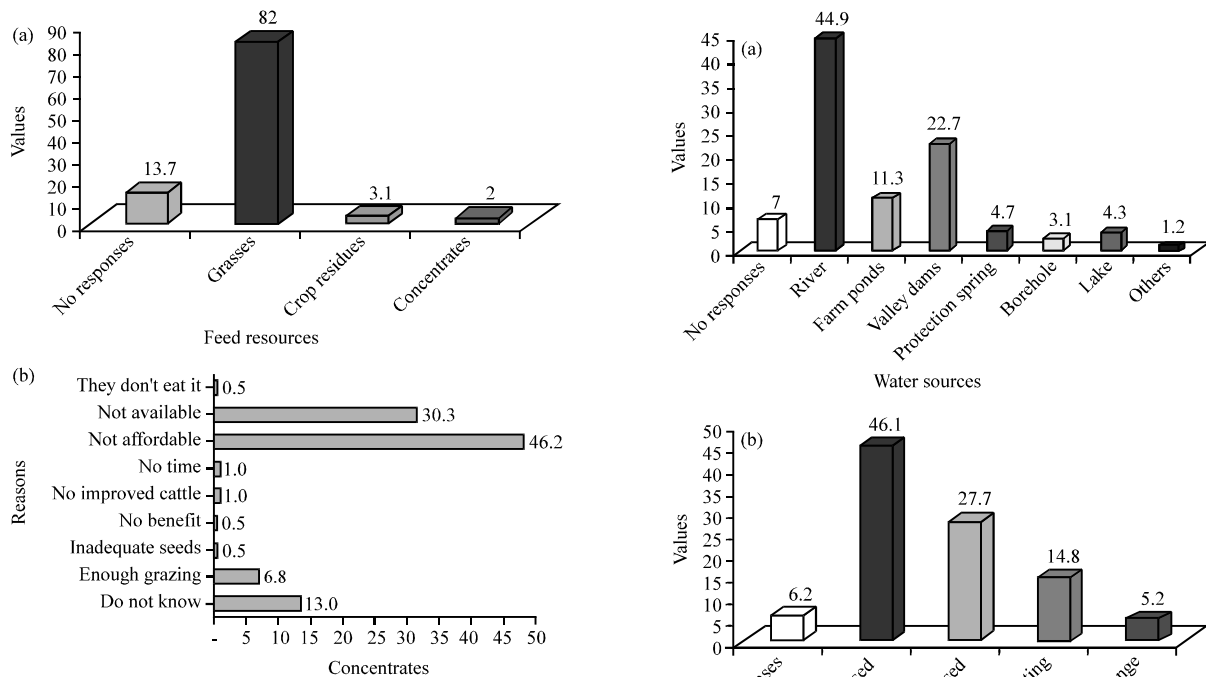 (a)
90
80
70
60
50
40
30
20
10
0
Values
13.7
82
3.1
2
No responses
Grasses
Crop residues
Concentrates
Feed resources
(b)
Reasons
They don't eat it 0.5
Not available 30.3
Not affordable 46.2
No time 1.0
No improved cattle 1.0
No benefit 0.5
Inadequate seeds 0.5
Enough grazing 6.8
Do not know 13.0
- 5 10 15 20 25 30 35 40 45 50
Concentrates
(a)
45
40
35
30
25
20
15
10
5
0
Values
7
44.9
11.3
22.7
4.7
3.1
4.3
1.2
No responses
River
Farm ponds
Valley dams
Protection spring
Borehole
Lake
Others
Water sources
(b)
50
45
40
35
30
25
20
15
10
5
0
Values
6.2
46.1
27.7
14.8
5.2